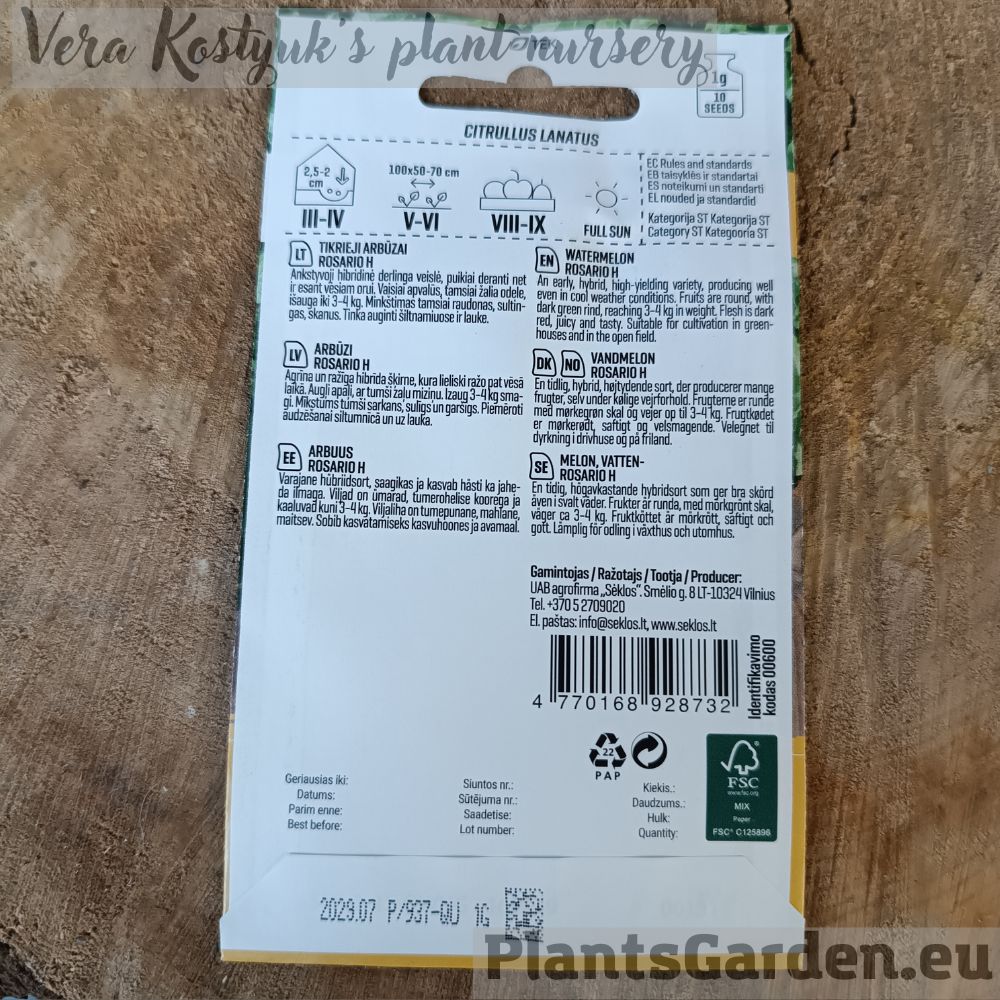 Vera Kostyuk's plant nursery
1g
10
SEEDS
CITRULLUS LANATUS
2,5-2
cm
III-IV
100x50-70 cm
V-VI
VIII-IX
FULL SUN
EC Rules and standards
EB taisyklės ir standartai
ES noteikumi un standarti
EL nouded ja standardid
Kategorija ST Kategorija ST
Category ST Kategooria ST
LT TIKRIEJI ARBŪZAI
ROSARIO H
Ankstyvoji hibridinė derlinga veislė, puikiai deranti net
ir esant vėsiam orui. Vaisiai apvalūs, tamsiai žalia odele,
išauga iki 3-4 kg. Minkštimas tamsiai raudonas, sultin-
gas, skanus. Tinka auginti šiltnamiuose ir lauke.
LV ARBŪZI
ROSARIO H
Agrīna un ražīga hibrīda šķirne, kura lieliski ražo pat vēsā
laikā. Augļi apaļi, ar tumši zaļu miziņu. Izaug 3-4 kg sma-
gi. Mīkstums tumši sarkans, sulīgs un garšīgs. Piemēroti
audzēšanai siltumnīcā un uz lauka.
EE ARBUUS
ROSARIO H
Varajane hübriidsort, saagikas ja kasvab hästi ka jahe-
da ilmaga. Viljad on ümarad, tumerohelise koorega ja
kaaluvad kuni 3-4 kg. Viljaliha on tumepunane, mahlane,
maitsev. Sobib kasvatamiseks kasvuhoones ja avamaal.
EN WATERMELON
ROSARIO H
An early, hybrid, high-yielding variety, producing well
even in cool weather conditions. Fruits are round, with
dark green rind, reaching 3-4 kg in weight. Flesh is dark
red, juicy and tasty. Suitable for cultivation in green-
houses and in the open field.
DK NO VANDMELON
ROSARIO H
En tidlig, hybrid, højtydende sort, der producerer mange
frugter, selv under kølige vejrforhold. Frugterne er runde
med mørkegrøn skal og vejer op til 3-4 kg. Frugtkødet
er mørkerødt, saftigt og velsmagende. Velegnet til
dyrkning i drivhuse og på friland.
SE MELON, VATTEN-
ROSARIO H
En tidig, högavkastande hybridsort som ger bra skörd
även i svalt väder. Frukter är runda, med mörkgrönt skal,
väger ca 3-4 kg. Fruktköttet är mörkrött, saftigt och
gott. Lämplig för odling i växthus och utomhus.
Gamintojas / Ražotajs / Tootja / Producer:
UAB agrofirma „Sėklos". Smėlio g. 8 LT-10324 Vilnius
Tel. +370 5 2709020
El. paštas: info@seklos.lt, www.seklos.lt
4 770168 928732
Identifikavimo
kodas 00600
22
PAP
FSC
www.fsc.org
MIX
Paper
FSC® C125896
Geriausias iki:
Datums:
Parim enne:
Best before:
Siuntos nr.:
Sūtējuma nr.:
Saadetise:
Lot number:
Kiekis.:
Daudzums.:
Hulk:
Quantity:
2029.07 P/937-QU 1G
PlantsGarden.eu